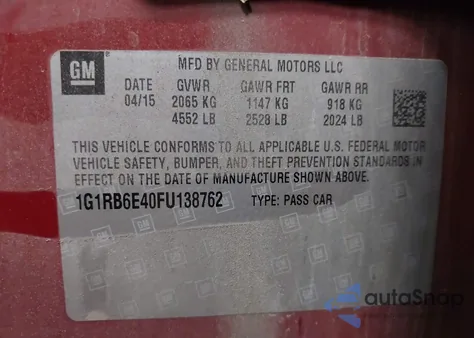 GM
MFD BY GENERAL MOTORS LLC
DATE GVWR GAWR FRT GAWR RR
04/15 2065 KG 1147 KG 918 KG
4552 LB 2528 LB 2024 LB
THIS VEHICLE CONFORMS TO ALL APPLICABLE U.S. FEDERAL MOTOR
VEHICLE SAFETY, BUMPER, AND THEFT PREVENTION STANDARDS IN
EFFECT ON THE DATE OF MANUFACTURE SHOWN ABOVE.
1G1RB6E40FU138762 TYPE: PASS CAR
autoSnap